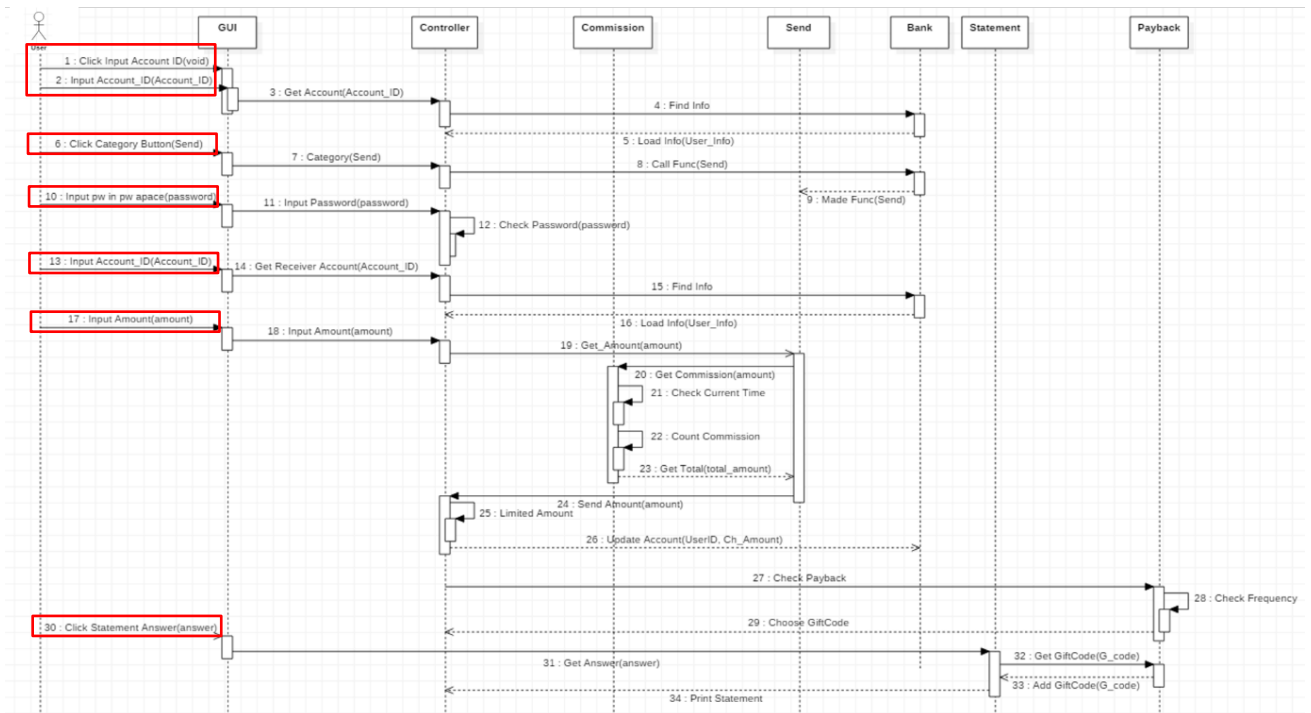 GUI
Controller
Commission
Send
Bank
Statement
Payback
User
1 : Click Input Account ID(void)
2 : Input Account_ID(Account_ID)
3 : Get Account(Account_ID)
4 : Find Info
5 : Load Info(User_Info)
6 : Click Category Button(Send)
7 : Category(Send)
8 : Call Func(Send)
9 : Made Func(Send)
10 : Input pw in pw apace(password)
11 : Input Password(password)
12 : Check Password(password)
13 : Input Account_ID(Account_ID)
14 : Get Receiver Account(Account_ID)
15 : Find Info
16 : Load Info(User_Info)
17 : Input Amount(amount)
18 : Input Amount(amount)
19 : Get_Amount(amount)
20 : Get Commission(amount)
21 : Check Current Time
22 : Count Commission
23 : Get Total(total_amount)
24 : Send Amount(amount)
25 : Limited Amount
26 : Update Account(UserID, Ch_Amount)
27 : Check Payback
28 : Check Frequency
29 : Choose GiftCode
30 : Click Statement Answer(answer)
31 : Get Answer(answer)
32 : Get GiftCode(G_code)
33 : Add GiftCode(G_code)
34 : Print Statement